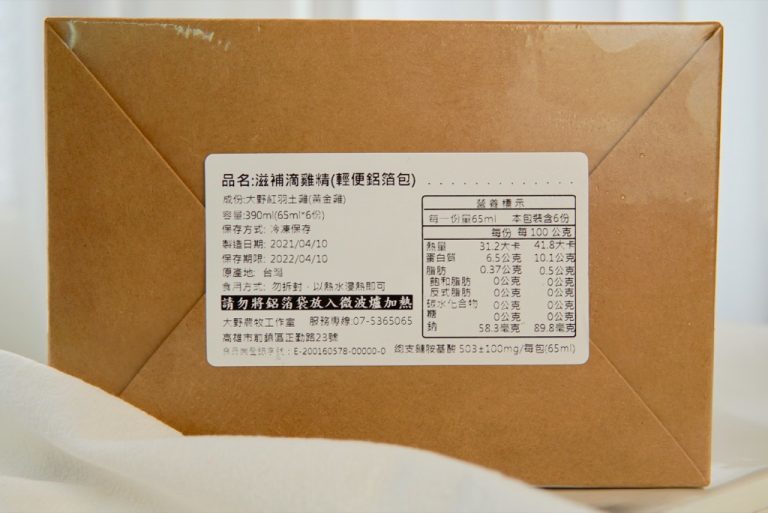 品名:滋補滴雞精(輕便鋁箔包)
成份:大野紅羽土雞(黃金雞)
容量:390ml(65ml*6份)
保存方式: 冷凍保存
製造日期: 2021/04/10
保存期限: 2022/04/10
原產地: 台灣
食用方式: 勿拆封,以熱水燙熱即可
請勿將鋁箔袋放入微波爐加熱
大野農牧工作室 服務專線:07-5365065
高雄市前鎮區正勤路23號
食品業登錄字號:E-200160578-00000-0
營養標示
每一份量65ml 本包裝含6份
每份 每100公克
熱量 31.2大卡 41.8大卡
蛋白質 6.5公克 10.1公克
脂肪 0.37公克 0.5公克
飽和脂肪 0公克 0公克
反式脂肪 0公克 0公克
碳水化合物 0公克 0公克
糖 0公克 0公克
鈉 58.3毫克 89.8毫克
總支鏈胺基酸 503±100mg/每包(65ml)